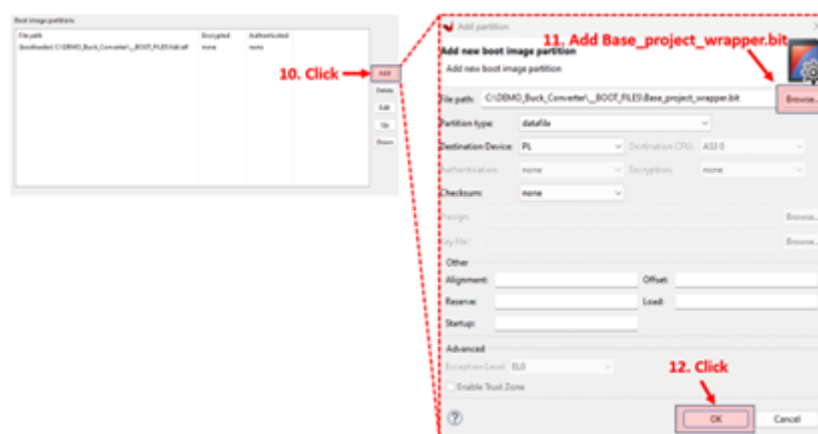 Boot image partitions
File path Encrypted Authenticated
(bootloader) C:\DEMO_Buck_Converter\__BOOT_FILES\fsbl.elf none none
10. Click
Add
Delete
Edit
Up
Down
Add partition
11. Add Base_project_wrapper.bit
Add new boot image partition
Add new boot image partition
File path: C:\DEMO_Buck_Converter\__BOOT_FILES\Base_project_wrapper.bit Browse...
Partition type: datafile
Destination Device: PL Destination CPU: A53 0
Authentication: none Encryption: none
Checksum: none
Presign: Browse...
Key File: Browse...
Other
Alignment: Offset:
Reserve: Load:
Startup:
Advanced
Exception Level: EL0
12. Click
Enable Trust Zone
OK Cancel